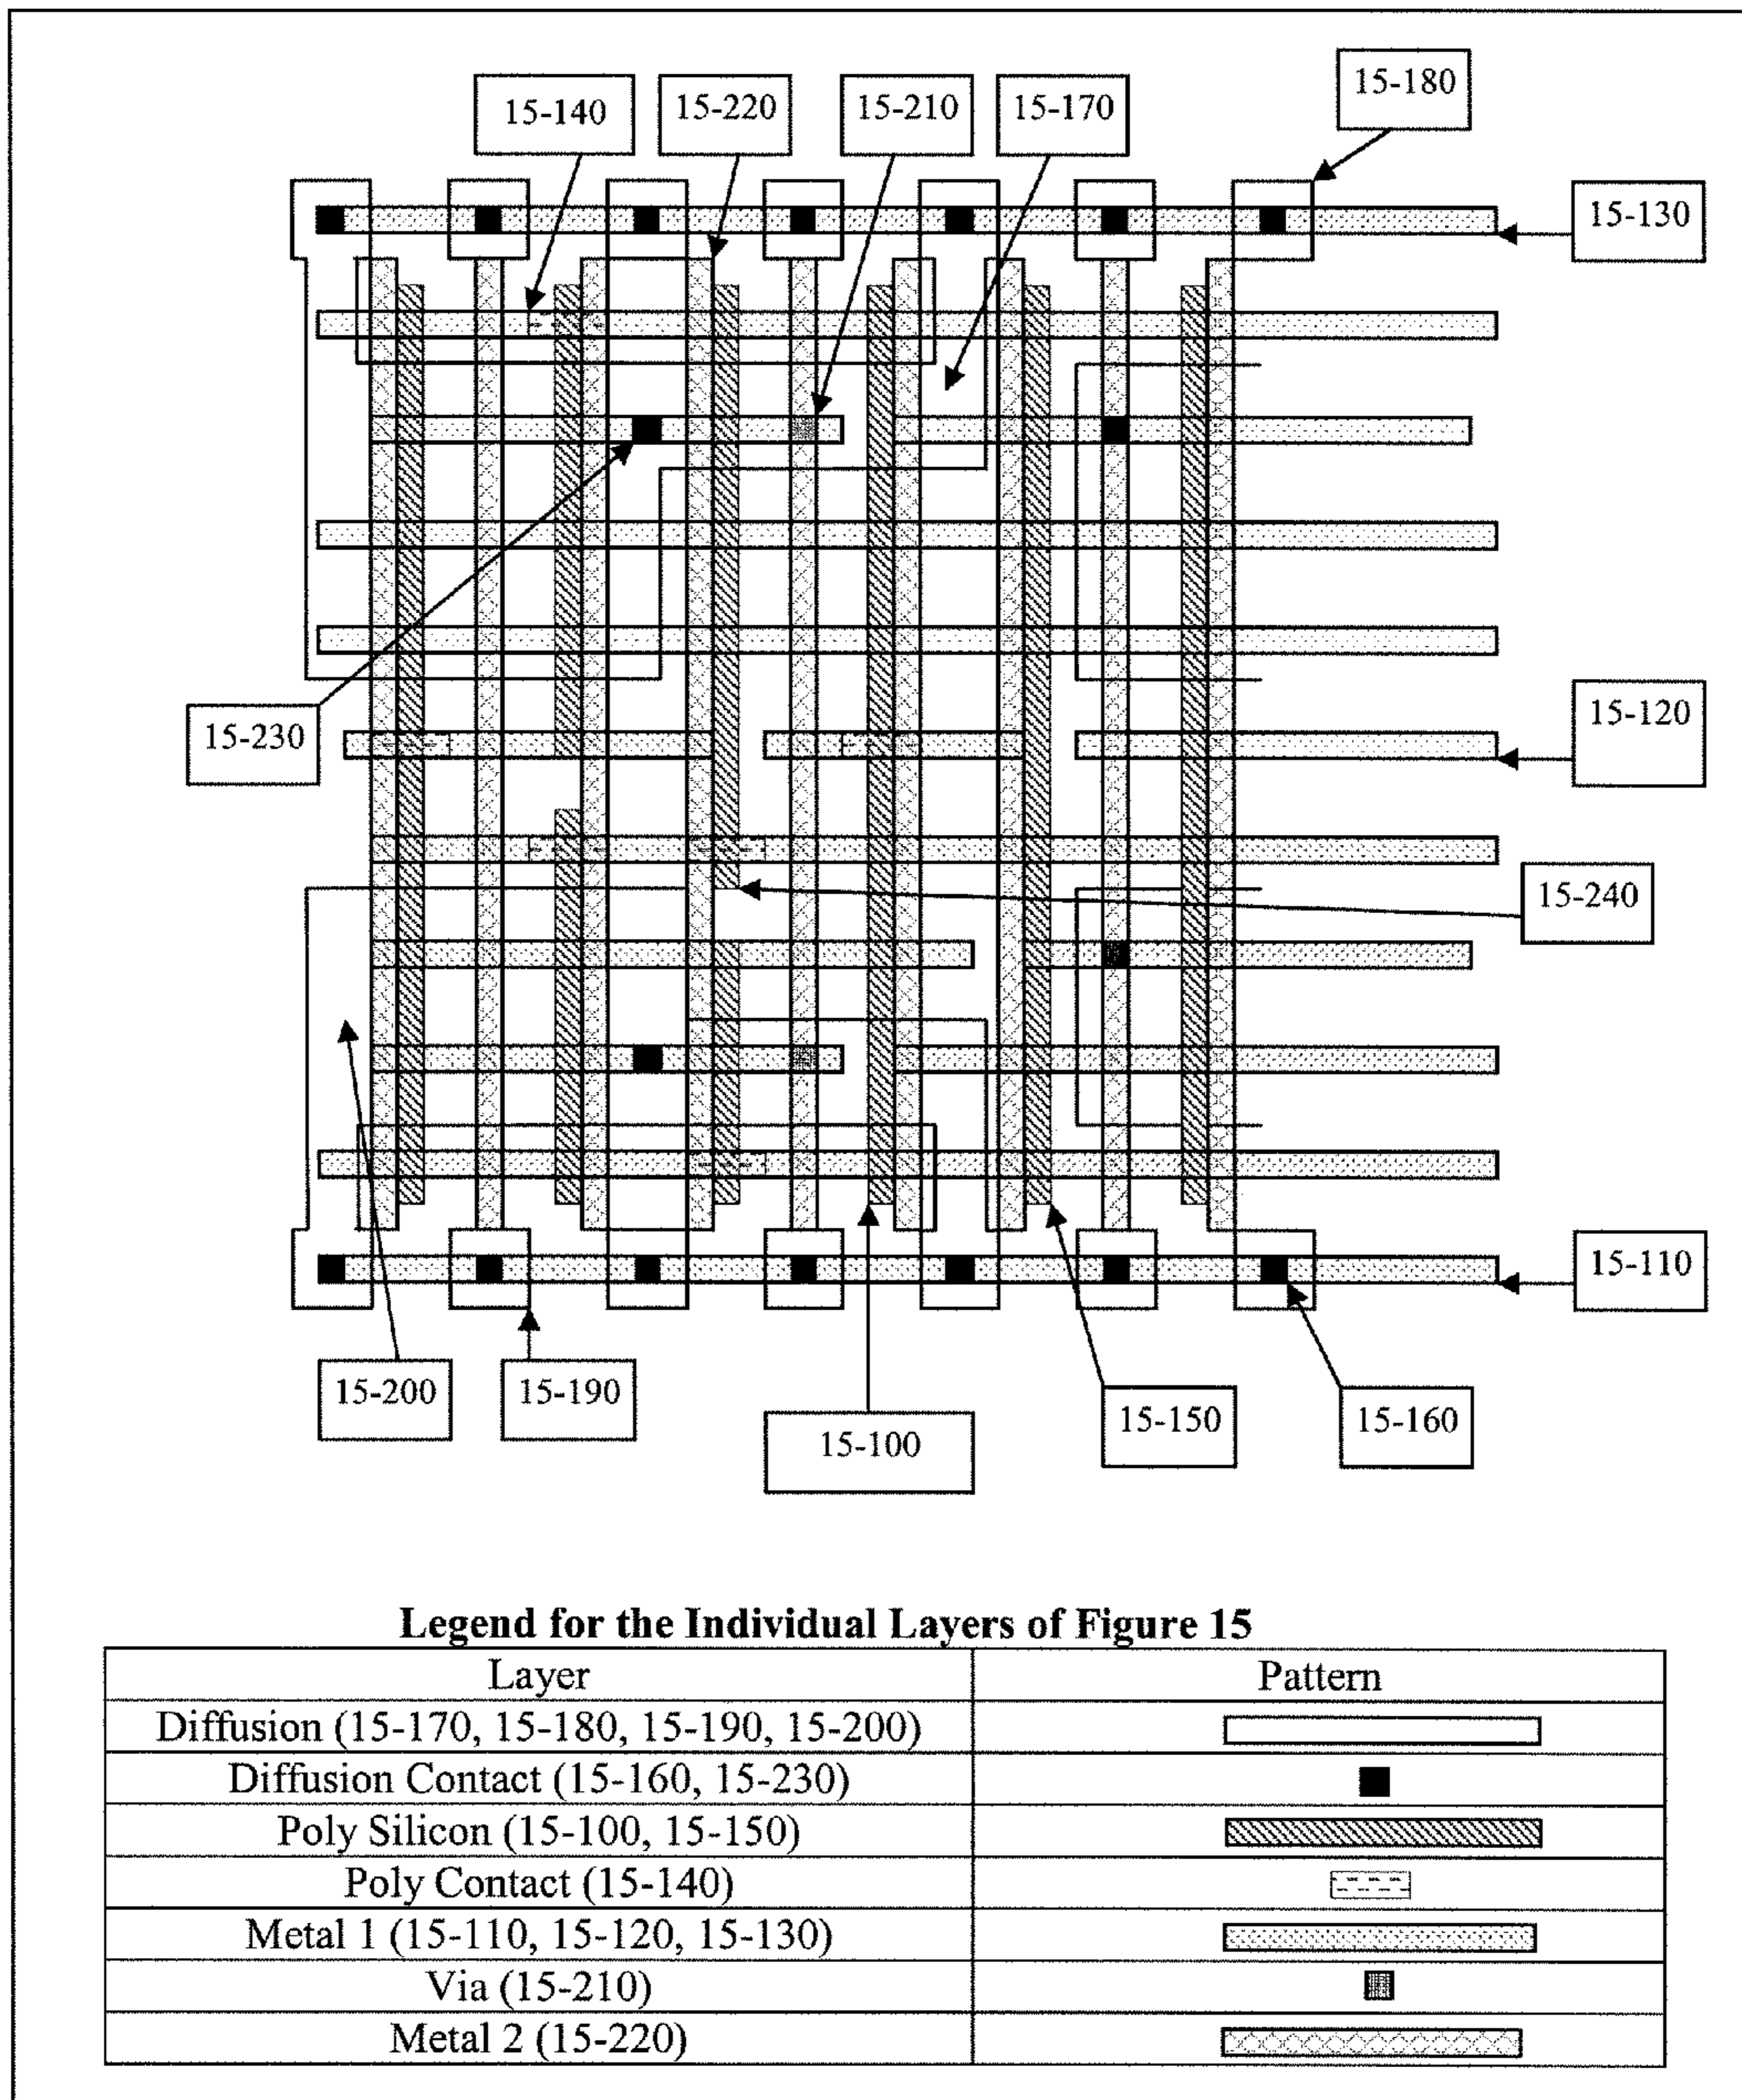 15-180
15-140
15-220
15-210
15-170
15-130
15-230
15-120
15-240
15-110
15-200
15-190
15-100
15-150
15-160
Legend for the Individual Layers of Figure 15
Layer Pattern
Diffusion (15-170, 15-180, 15-190, 15-200)
Diffusion Contact (15-160, 15-230)
Poly Silicon (15-100, 15-150)
Poly Contact (15-140)
Metal 1 (15-110, 15-120, 15-130)
Via (15-210)
Metal 2 (15-220)